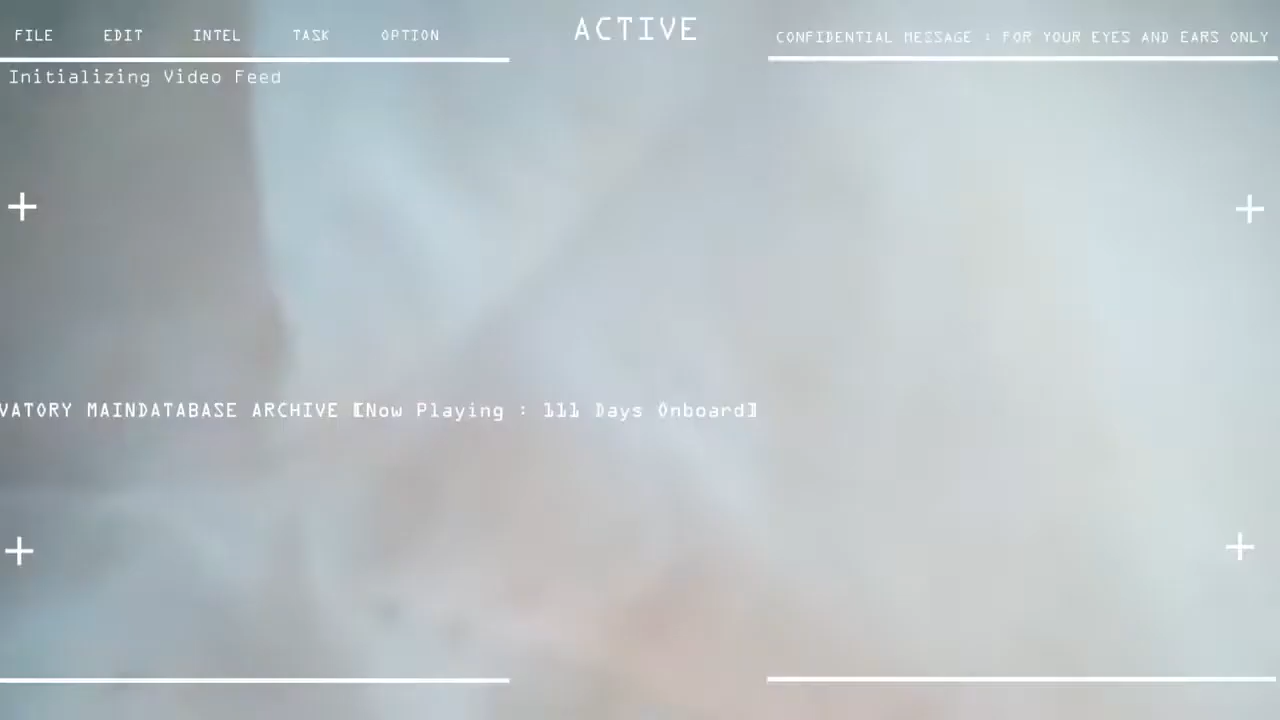 FILE EDIT INTEL TASK OPTION
ACTIVE
CONFIDENTIAL MESSAGE : FOR YOUR EYES AND EARS ONLY
Initializing Video Feed
VATORY MAINDATABASE ARCHIVE [Now Playing : 111 Days Onboard]